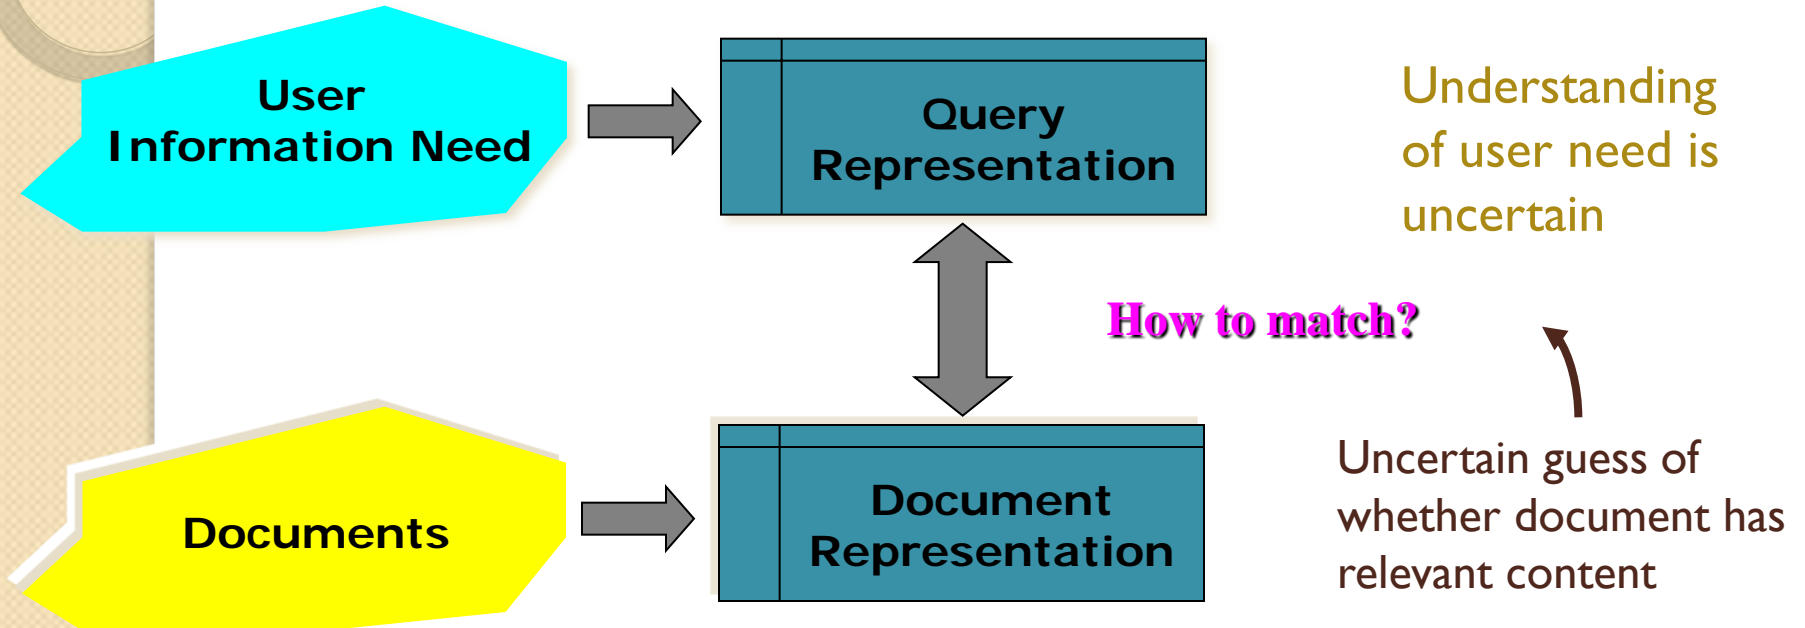 User
Information Need
Query
Representation
Understanding
of user need is
uncertain
How to match?
Documents
Document
Representation
Uncertain guess of
whether document has
relevant content